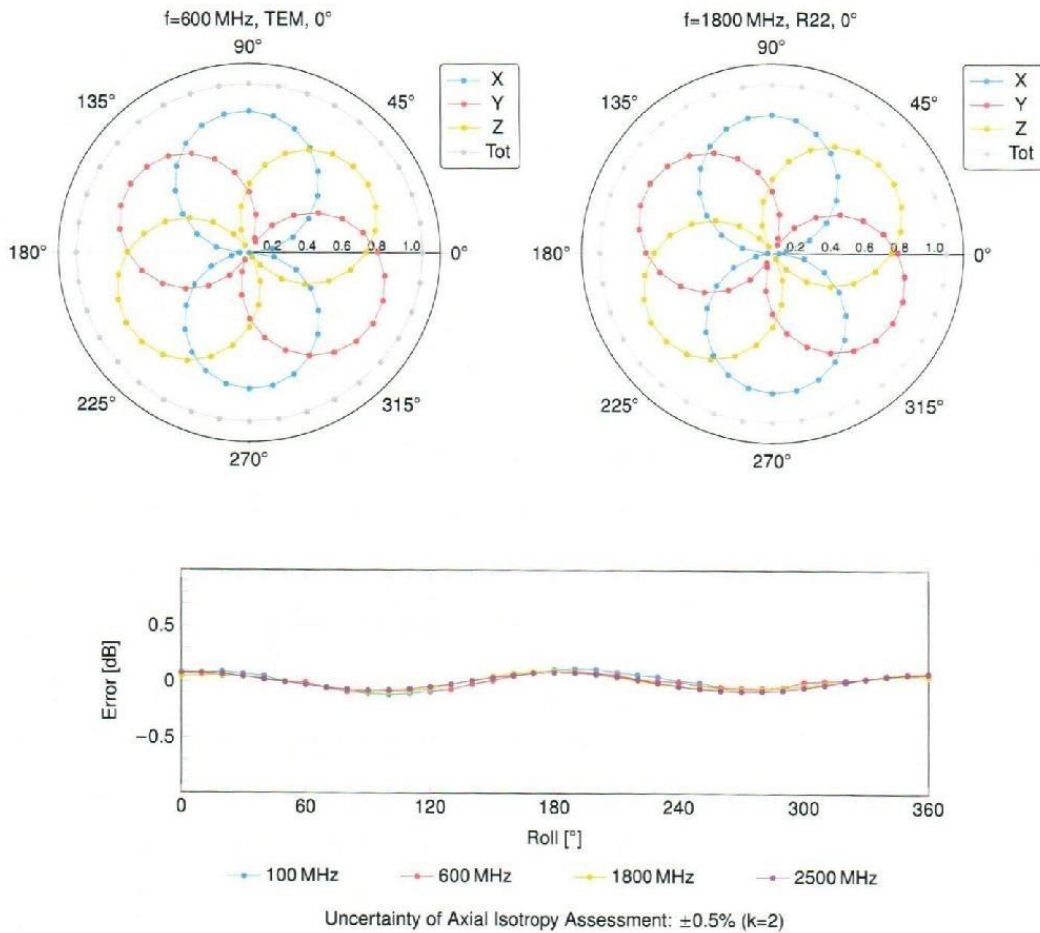 f=600 MHz, TEM, 0°
f=1800 MHz, R22, 0°
90°
90°
X
Y
Z
Tot
X
Y
Z
Tot
135°
45°
135°
45°
180°
0.2 0.4 0.6 0.8 1.0
0°
180°
0.2 0.4 0.6 0.8 1.0
0°
225°
315°
225°
315°
270°
270°
Error [dB]
0.5
0
−0.5
0 60 120 180 240 300 360
Roll [°]
100 MHz 600 MHz 1800 MHz 2500 MHz
Uncertainty of Axial Isotropy Assessment: ±0.5% (k=2)